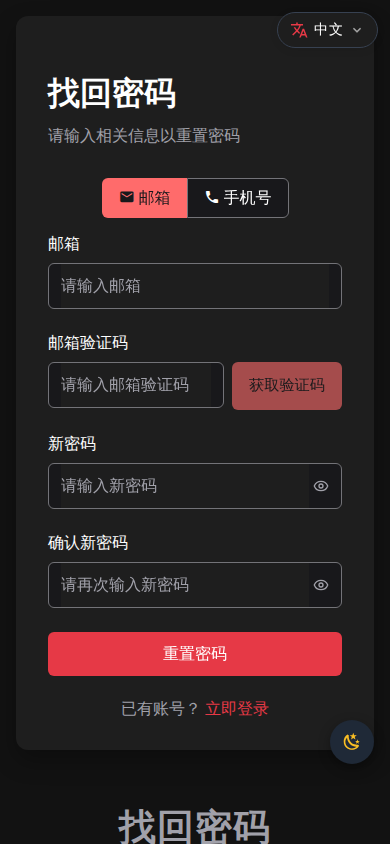 中文
找回密码
请输入相关信息以重置密码
邮箱 手机号
邮箱
请输入邮箱
邮箱验证码
请输入邮箱验证码 获取验证码
新密码
请输入新密码
确认新密码
请再次输入新密码
重置密码
已有账号？ 立即登录
找回密码